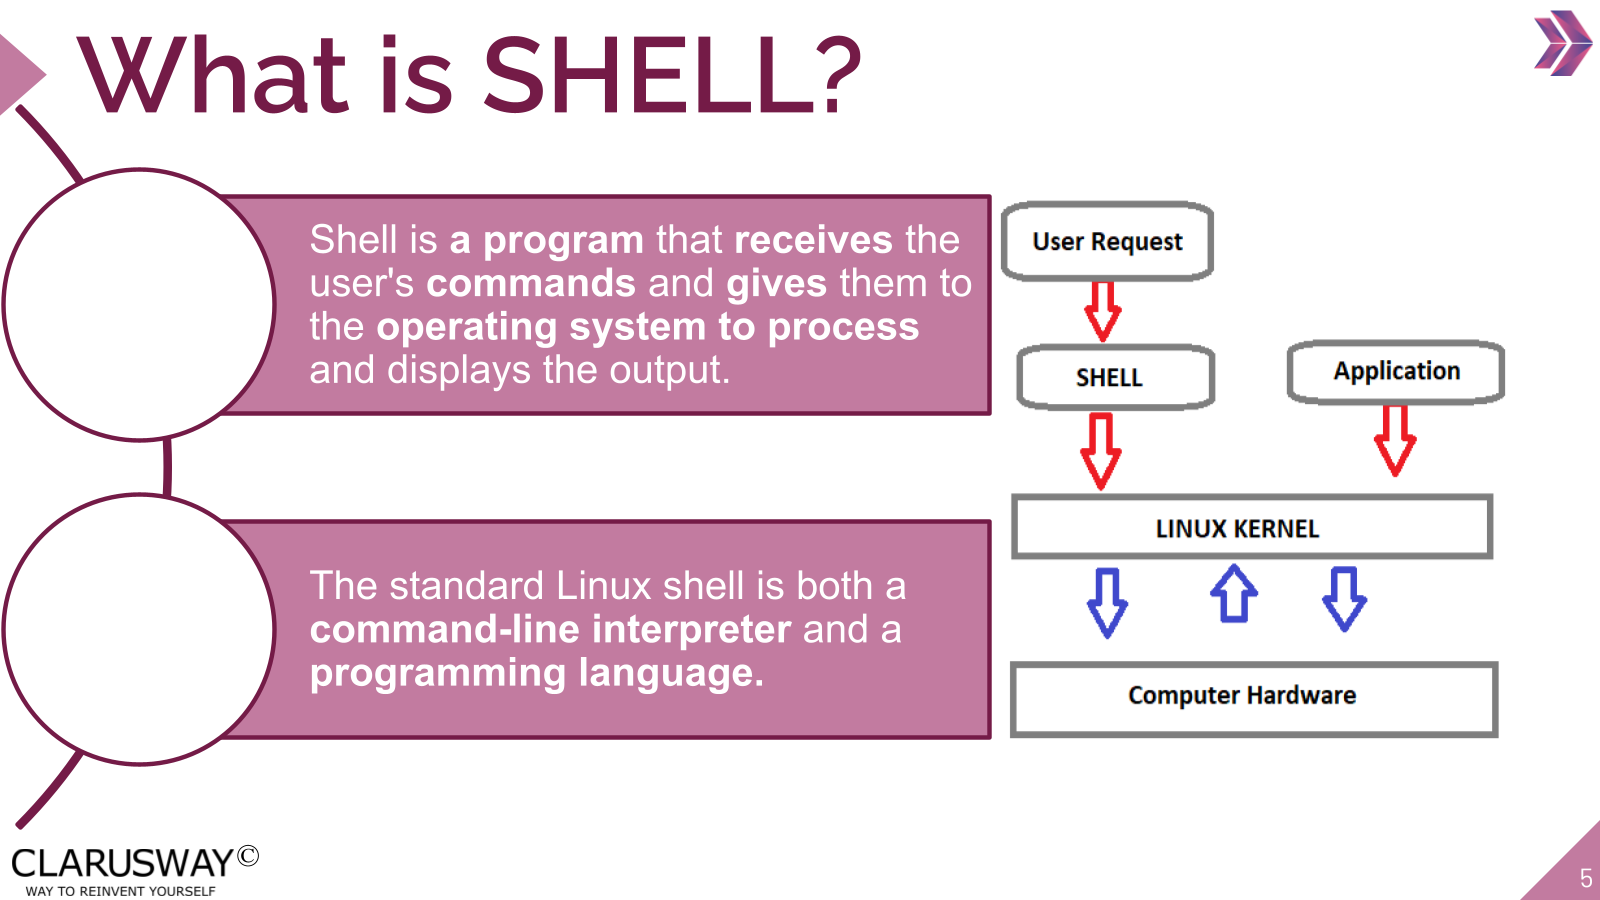 What is SHELL?
Shell is a program that receives the
user's commands and gives them to
the operating system to process
and displays the output.
The standard Linux shell is both a
command-line interpreter and a
programming language.
User Request
SHELL
Application
LINUX KERNEL
Computer Hardware
CLARUSWAY©
WAY TO REINVENT YOURSELF
5